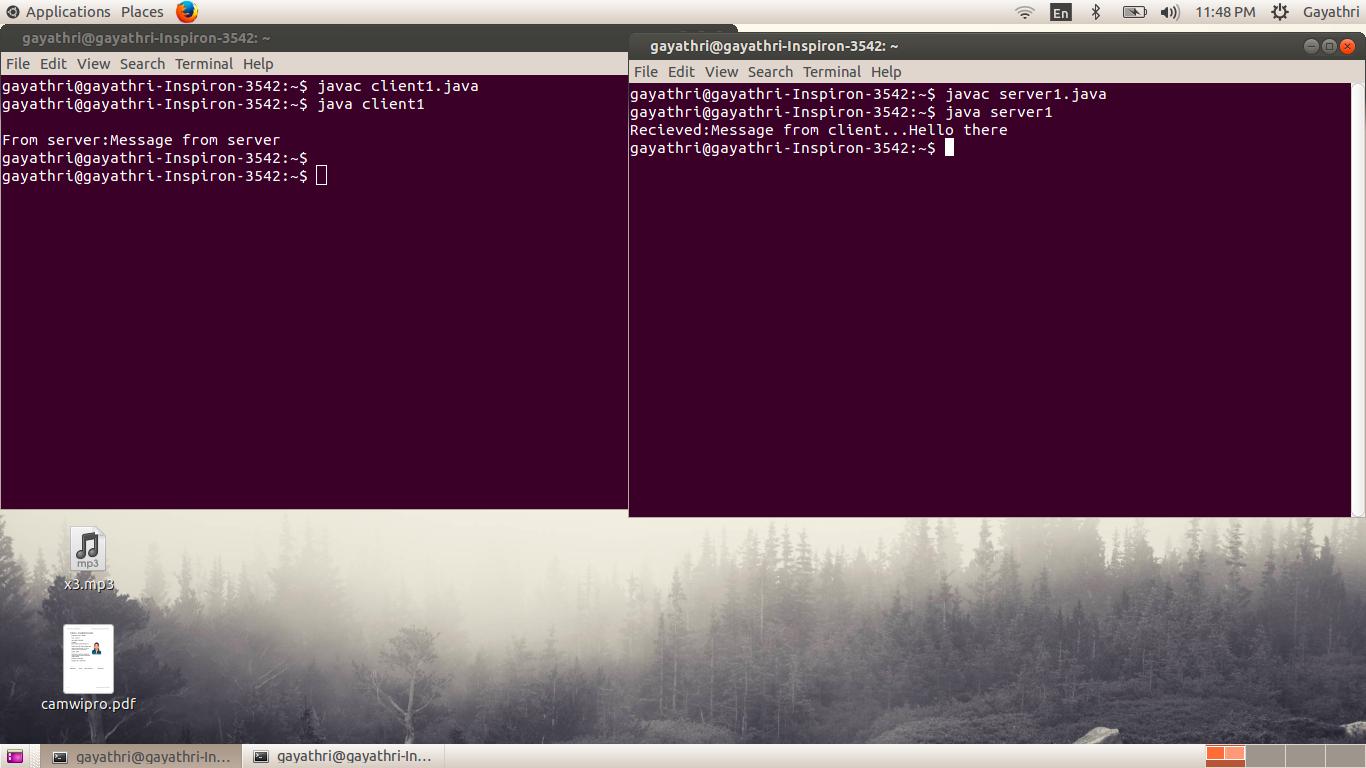 Applications Places En 11:48 PM Gayathri
gayathri@gayathri-Inspiron-3542: ~
File Edit View Search Terminal Help
gayathri@gayathri-Inspiron-3542:~$ javac client1.java
gayathri@gayathri-Inspiron-3542:~$ java client1
From server:Message from server
gayathri@gayathri-Inspiron-3542:~$
gayathri@gayathri-Inspiron-3542:~$
gayathri@gayathri-Inspiron-3542: ~
File Edit View Search Terminal Help
gayathri@gayathri-Inspiron-3542:~$ javac server1.java
gayathri@gayathri-Inspiron-3542:~$ java server1
Recieved:Message from client...Hello there
gayathri@gayathri-Inspiron-3542:~$
mp3
x3.mp3
camwipro.pdf
gayathri@gayathri-In... gayathri@gayathri-In...